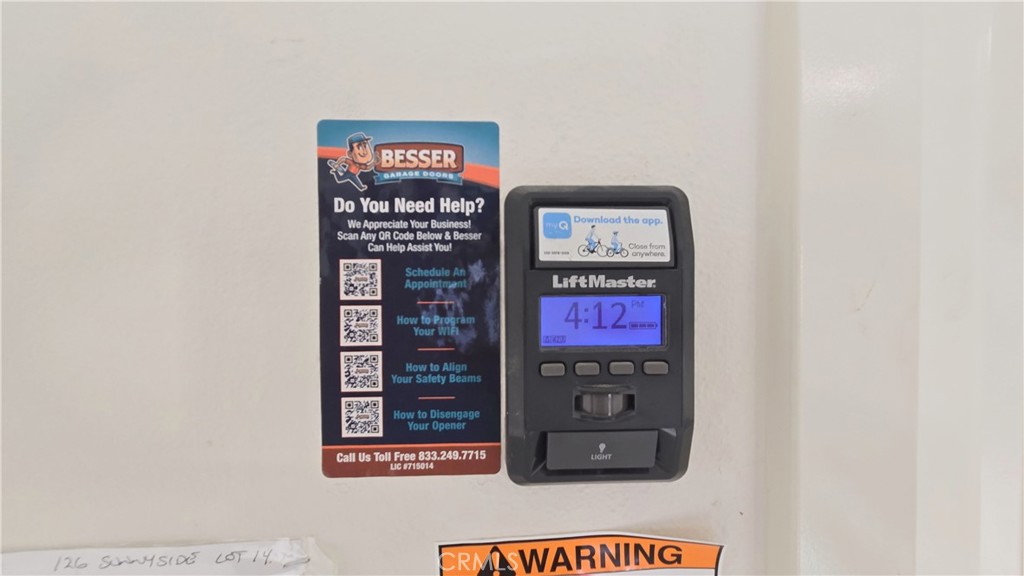 BESSER
GARAGE DOORS
Do You Need Help?
We Appreciate Your Business!
Scan Any QR Code Below & Besser
Can Help Assist You!
Schedule An
Appointment
How to Program
Your WIFI
How to Align
Your Safety Beams
How to Disengage
Your Opener
Call Us Toll Free 833.249.7715
LIC #715014
myQ
Download the app.
Close from
anywhere.
LiftMaster
4:12 PM
LIGHT
126 SUNNYSIDE LOT 14
WARNING
CRMLS